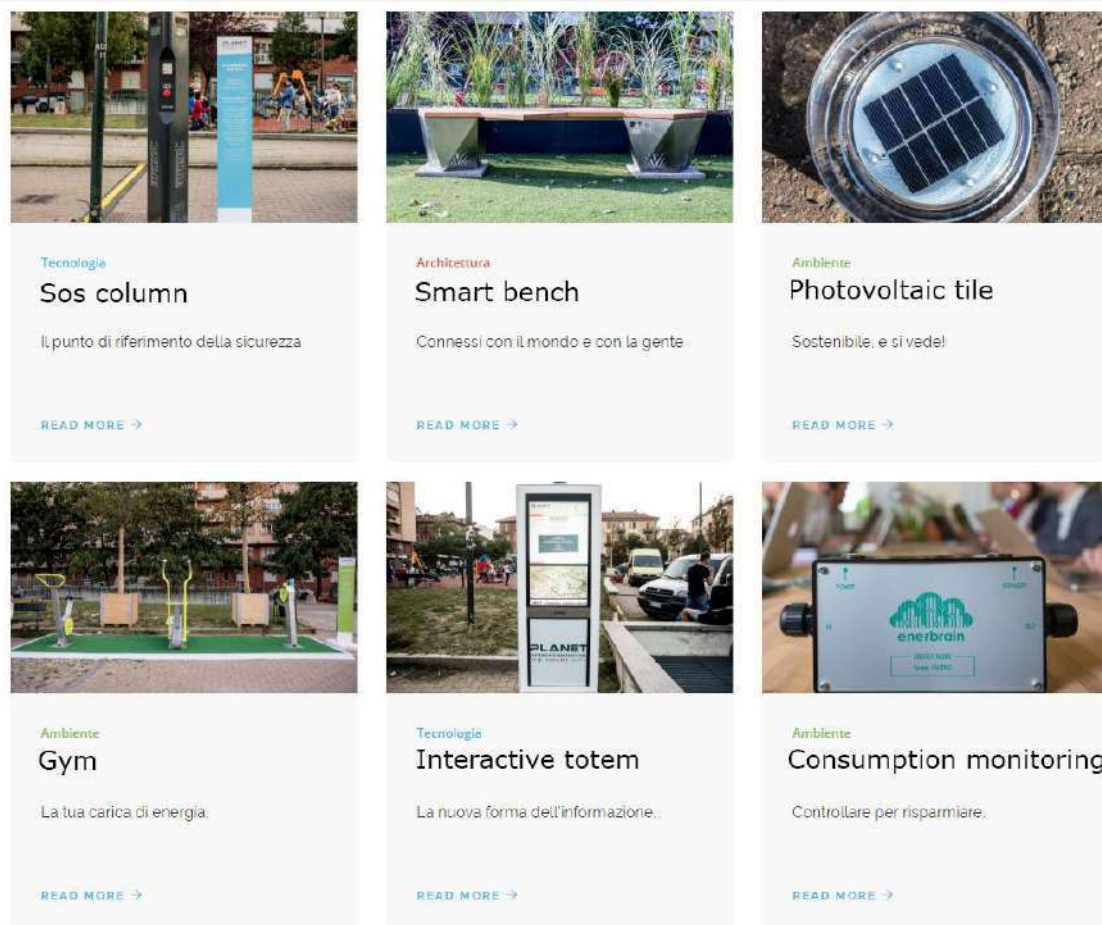 PLANET
Tecnologia
Sos column
Il punto di riferimento della sicurezza
READ MORE →
Architettura
Smart bench
Connessi con il mondo e con la gente
READ MORE →
Ambiente
Photovoltaic tile
Sostenibile, e si vede!
READ MORE →
Ambiente
Gym
La tua carica di energia.
READ MORE →
PLANET
Tecnologia
Interactive totem
La nuova forma dell'informazione..
READ MORE →
POWER
IN
OUT
enerbrain
Ambiente
Consumption monitoring
Controllare per risparmiare.
READ MORE →